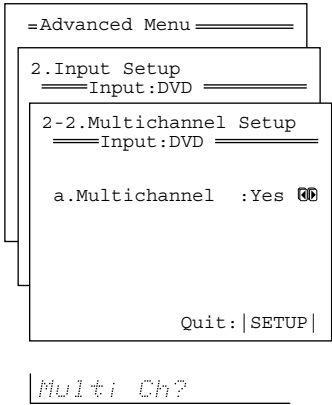 =Advanced Menu
2.Input Setup
Input:DVD
2-2.Multichannel Setup
Input:DVD
a.Multichannel :Yes
Quit:|SETUP|
Multi Ch?